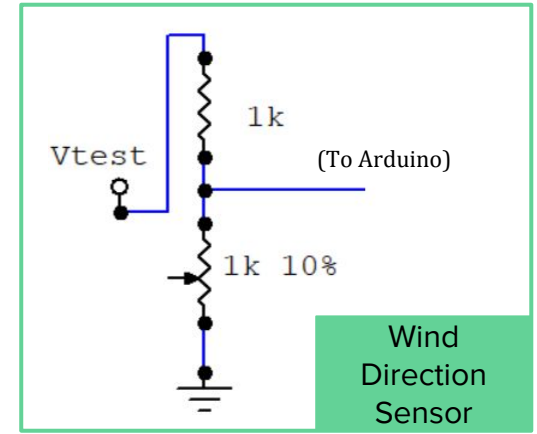 1k
Vtest
(To Arduino)
1k 10%
Wind
Direction
Sensor